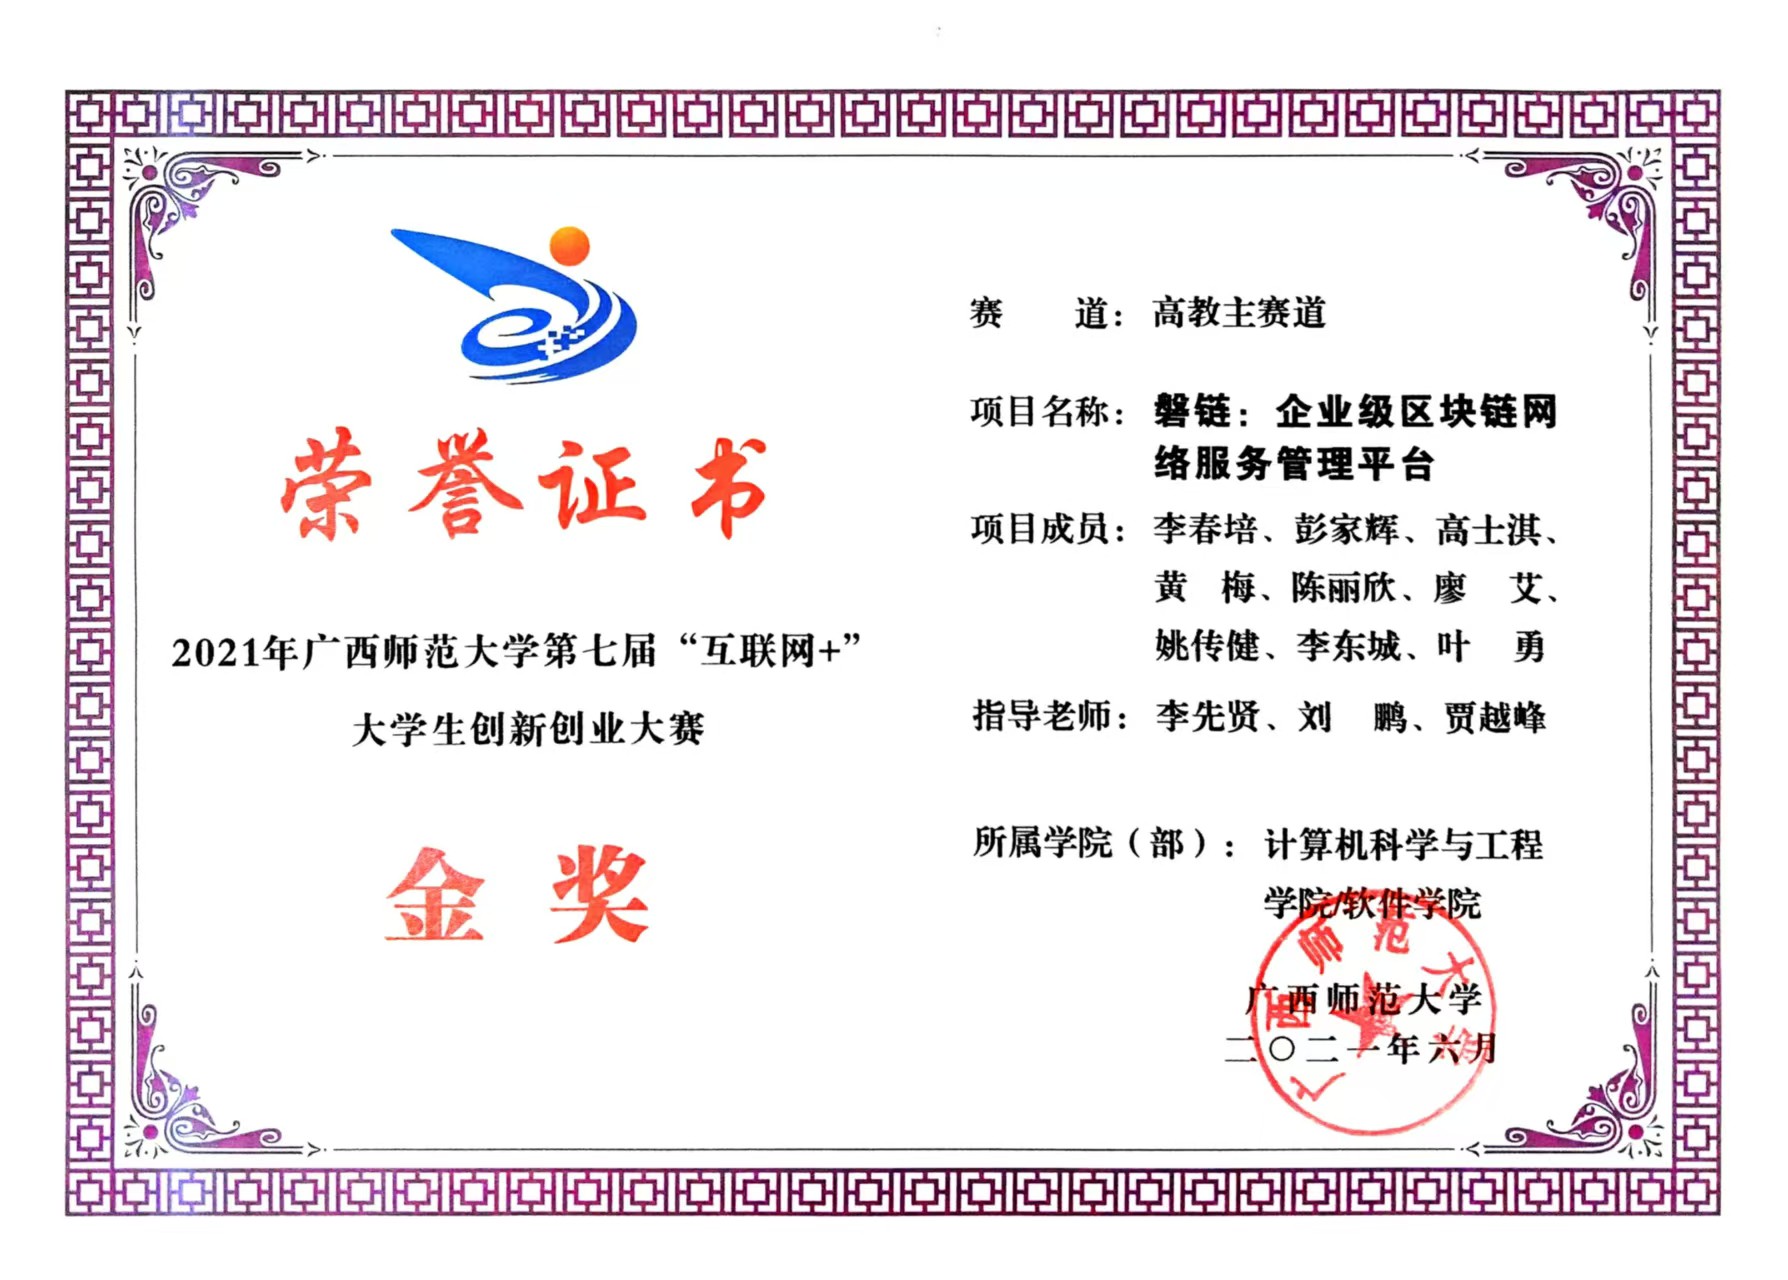 荣誉证书
2021年广西师范大学第七届“互联网+”
大学生创新创业大赛
金奖
赛　　道：高教主赛道
项目名称：磐链：企业级区块链网
络服务管理平台
项目成员：李春培、彭家辉、高士淇、
黄　梅、陈丽欣、廖　艾、
姚传健、李东城、叶　勇
指导老师：李先贤、刘　鹏、贾越峰
所属学院（部）：计算机科学与工程
学院/软件学院
广西师范大学
二〇二一年六月
广西师范大学